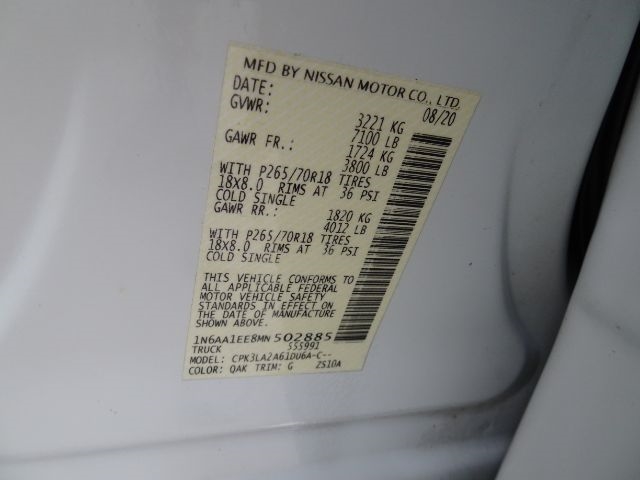 MFD BY NISSAN MOTOR CO., LTD.
DATE: 08/20
GVWR: 3221 KG
7100 LB
GAWR FR.: 1724 KG
3800 LB
WITH P265/70R18 TIRES
18X8.0 RIMS AT 36 PSI
COLD SINGLE
GAWR RR.: 1820 KG
4012 LB
WITH P265/70R18 TIRES
18X8.0 RIMS AT 36 PSI
COLD SINGLE
THIS VEHICLE CONFORMS TO
ALL APPLICABLE FEDERAL
MOTOR VEHICLE SAFETY
STANDARDS IN EFFECT ON
THE DATE OF MANUFACTURE
SHOWN ABOVE.
1N6AA1EE8MN502885
TRUCK 555991
MODEL: CPK3LA2A61DU6A-C--
COLOR: QAK TRIM: G ZS10A